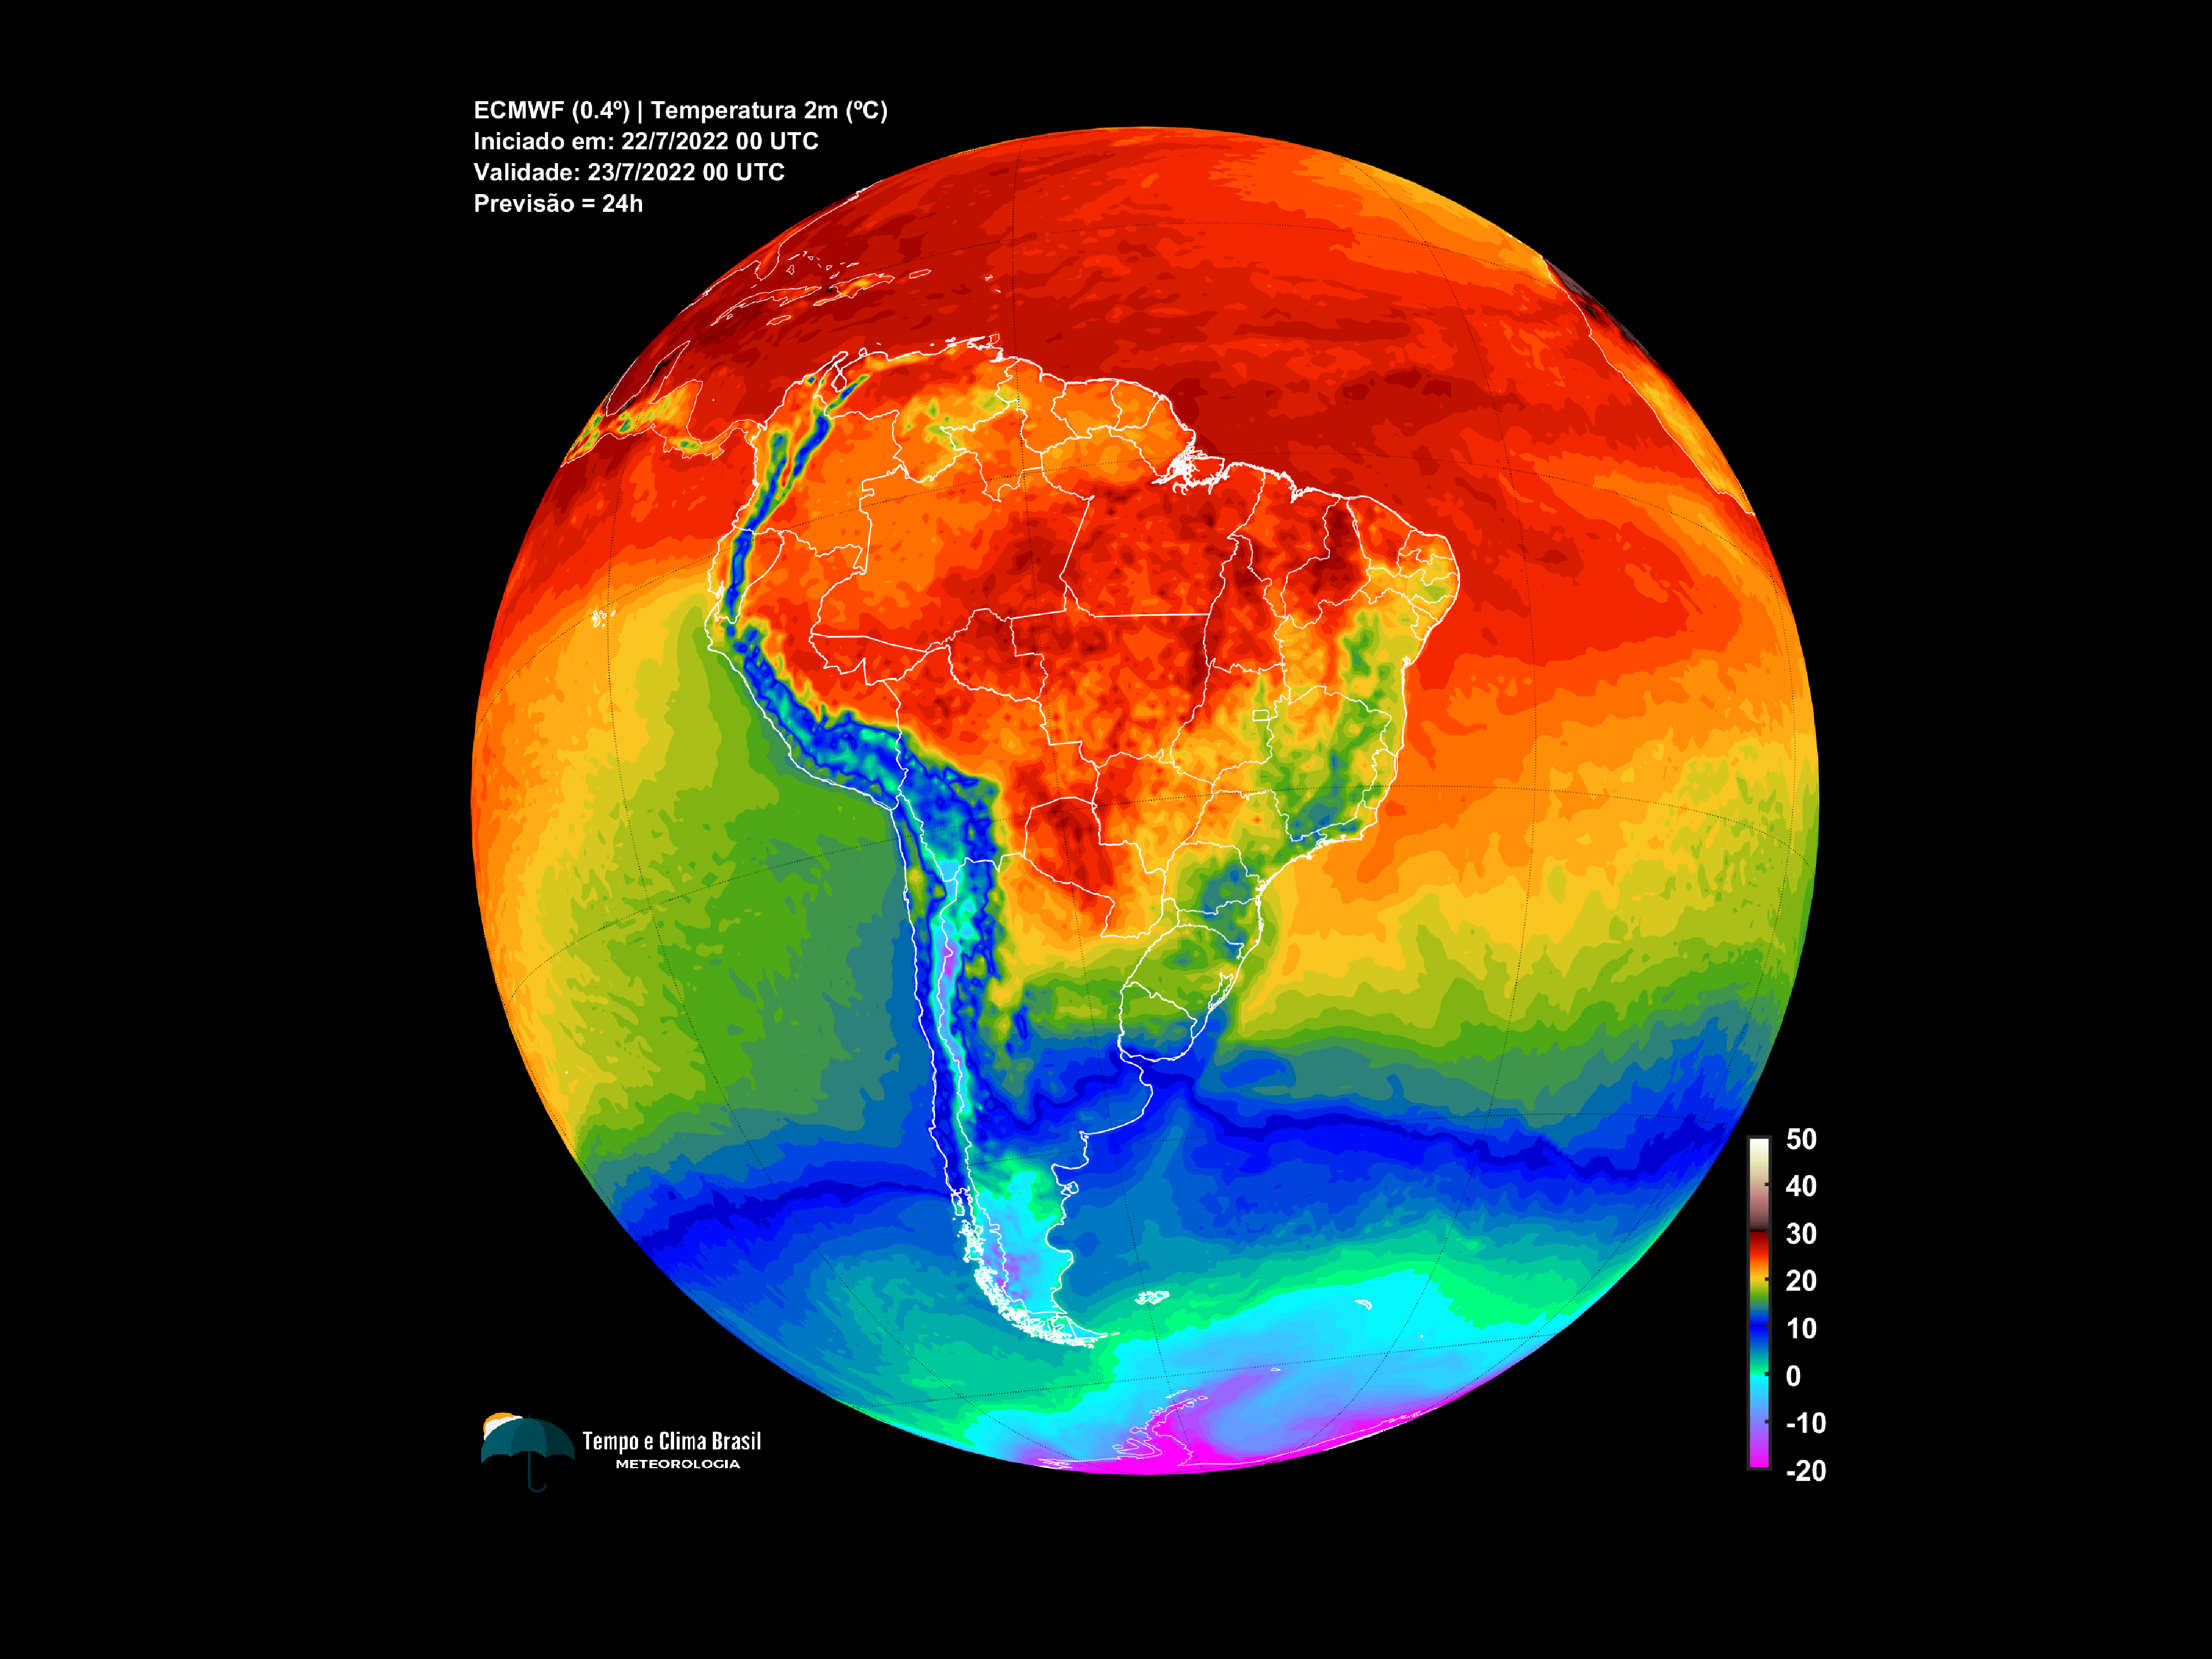 ECMWF (0.4º) | Temperatura 2m (ºC)
Iniciado em: 22/7/2022 00 UTC
Validade: 23/7/2022 00 UTC
Previsão = 24h
50
40
30
20
10
0
-10
-20
Tempo e Clima Brasil
METEOROLOGIA